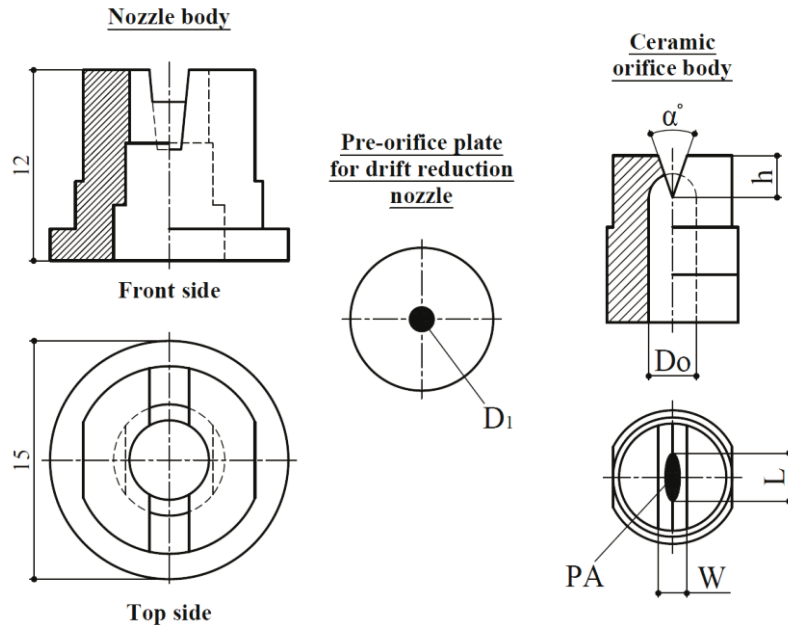 Nozzle body
12
Front side
15
Top side
Pre-orifice plate
for drift reduction
nozzle
D1
Ceramic
orifice body
α°
h
Do
L
PA
W